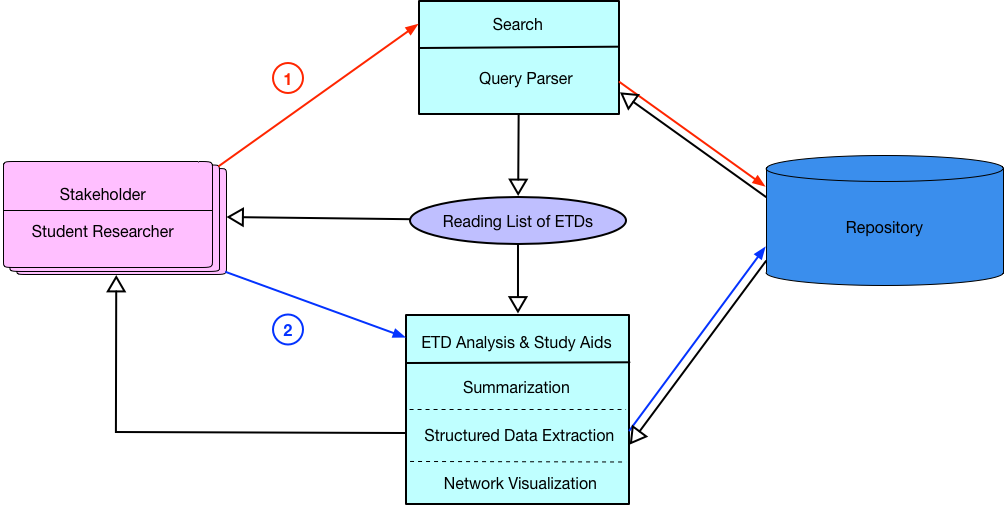 Search
Query Parser
1
Stakeholder
Student Researcher
Reading List of ETDs
Repository
2
ETD Analysis & Study Aids
Summarization
Structured Data Extraction
Network Visualization